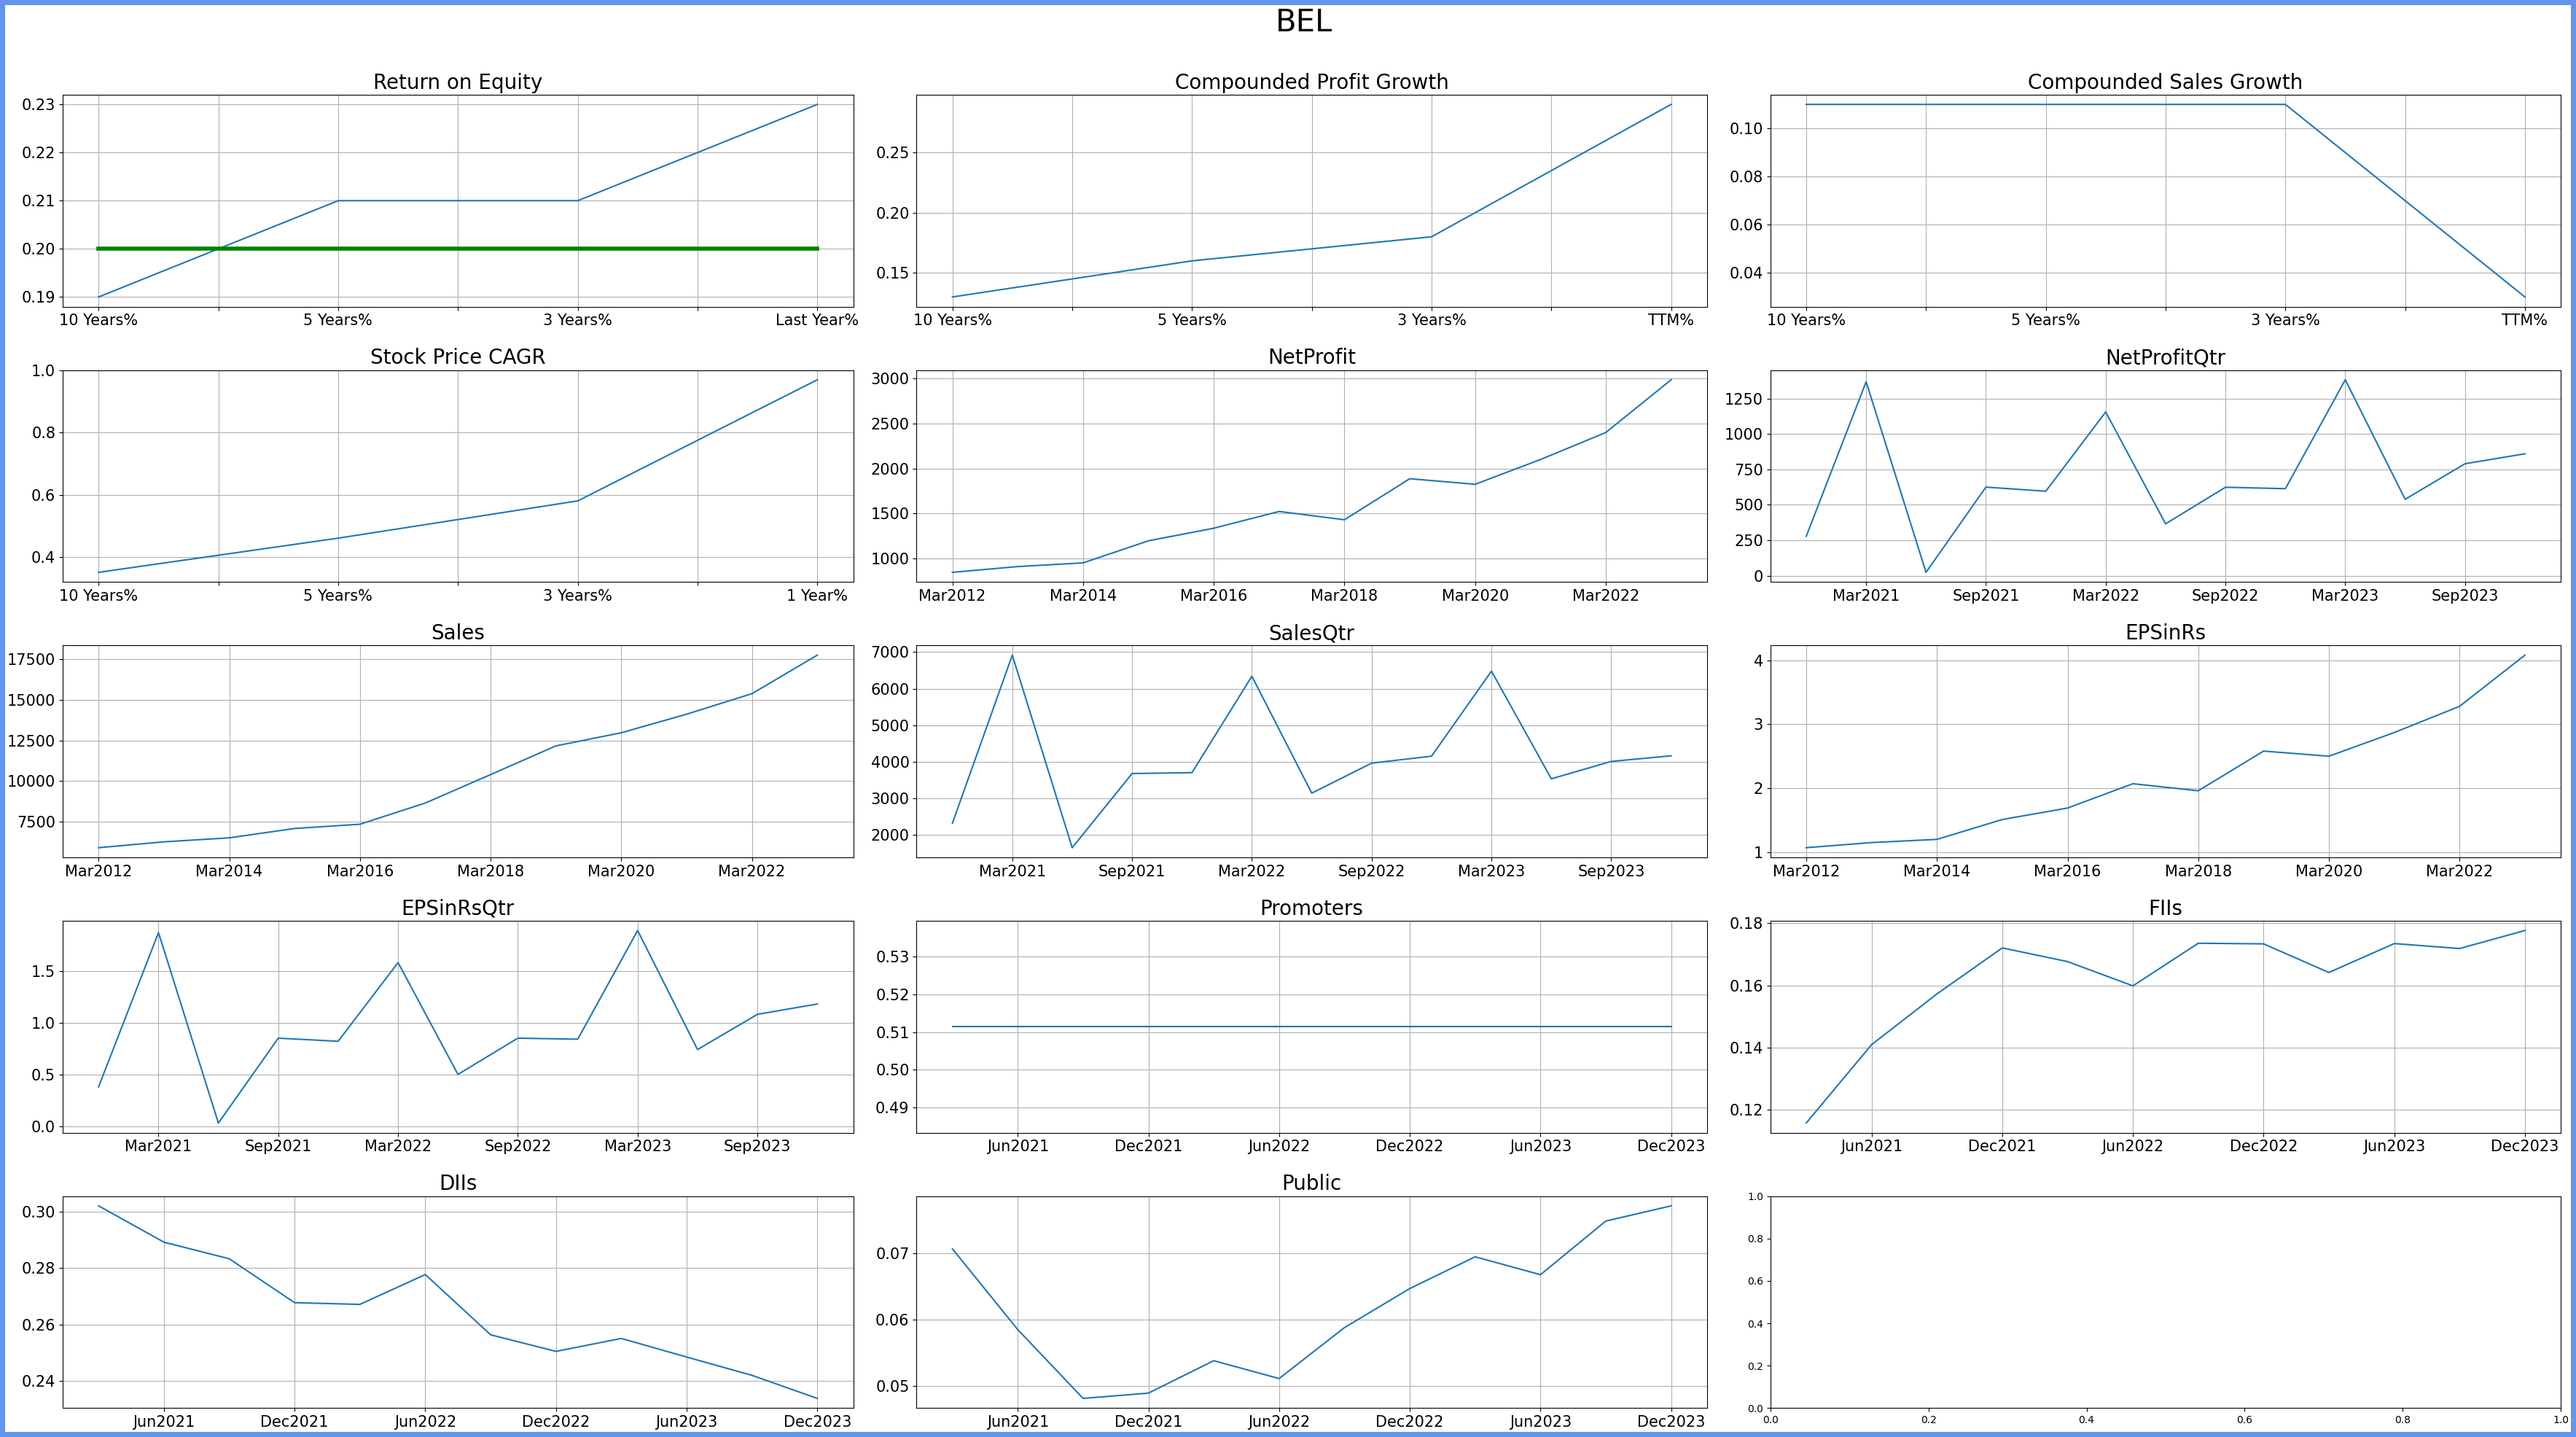 BEL
Return on Equity
0.23
0.22
0.21
0.20
0.19
10 Years% 5 Years% 3 Years% Last Year%
Compounded Profit Growth
0.25
0.20
0.15
10 Years% 5 Years% 3 Years% TTM%
Compounded Sales Growth
0.10
0.08
0.06
0.04
10 Years% 5 Years% 3 Years% TTM%
Stock Price CAGR
1.0
0.8
0.6
0.4
10 Years% 5 Years% 3 Years% 1 Year%
NetProfit
3000
2500
2000
1500
1000
Mar2012 Mar2014 Mar2016 Mar2018 Mar2020 Mar2022
NetProfitQtr
1250
1000
750
500
250
0
Mar2021 Sep2021 Mar2022 Sep2022 Mar2023 Sep2023
Sales
17500
15000
12500
10000
7500
Mar2012 Mar2014 Mar2016 Mar2018 Mar2020 Mar2022
SalesQtr
7000
6000
5000
4000
3000
2000
Mar2021 Sep2021 Mar2022 Sep2022 Mar2023 Sep2023
EPSinRs
4
3
2
1
Mar2012 Mar2014 Mar2016 Mar2018 Mar2020 Mar2022
EPSinRsQtr
1.5
1.0
0.5
0.0
Mar2021 Sep2021 Mar2022 Sep2022 Mar2023 Sep2023
Promoters
0.53
0.52
0.51
0.50
0.49
Jun2021 Dec2021 Jun2022 Dec2022 Jun2023 Dec2023
FIIs
0.18
0.16
0.14
0.12
Jun2021 Dec2021 Jun2022 Dec2022 Jun2023 Dec2023
DIIs
0.30
0.28
0.26
0.24
Jun2021 Dec2021 Jun2022 Dec2022 Jun2023 Dec2023
Public
0.07
0.06
0.05
Jun2021 Dec2021 Jun2022 Dec2022 Jun2023 Dec2023
1.0
0.8
0.6
0.4
0.2
0.0
0.0 0.2 0.4 0.6 0.8 1.0